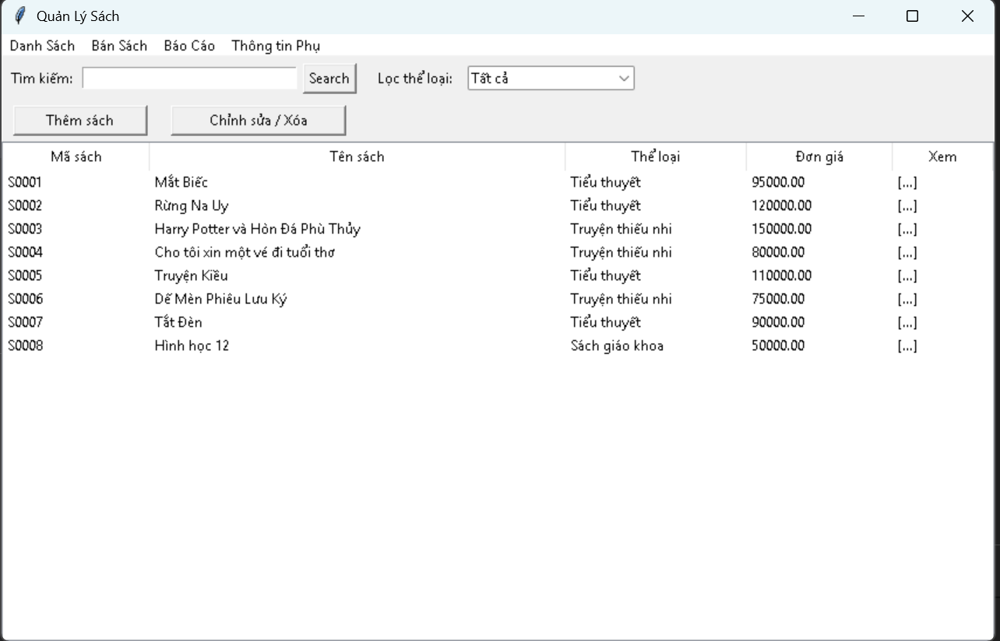 Quản Lý Sách
Danh Sách Bán Sách Báo Cáo Thông tin Phụ
Tìm kiếm: Search Lọc thể loại: Tất cả
Thêm sách Chỉnh sửa / Xóa
Mã sách Tên sách Thể loại Đơn giá Xem
S0001 Mắt Biếc Tiểu thuyết 95000.00 [...]
S0002 Rừng Na Uy Tiểu thuyết 120000.00 [...]
S0003 Harry Potter và Hòn Đá Phù Thủy Truyện thiếu nhi 150000.00 [...]
S0004 Cho tôi xin một vé đi tuổi thơ Truyện thiếu nhi 80000.00 [...]
S0005 Truyện Kiều Tiểu thuyết 110000.00 [...]
S0006 Dế Mèn Phiêu Lưu Ký Truyện thiếu nhi 75000.00 [...]
S0007 Tắt Đèn Tiểu thuyết 90000.00 [...]
S0008 Hình học 12 Sách giáo khoa 50000.00 [...]